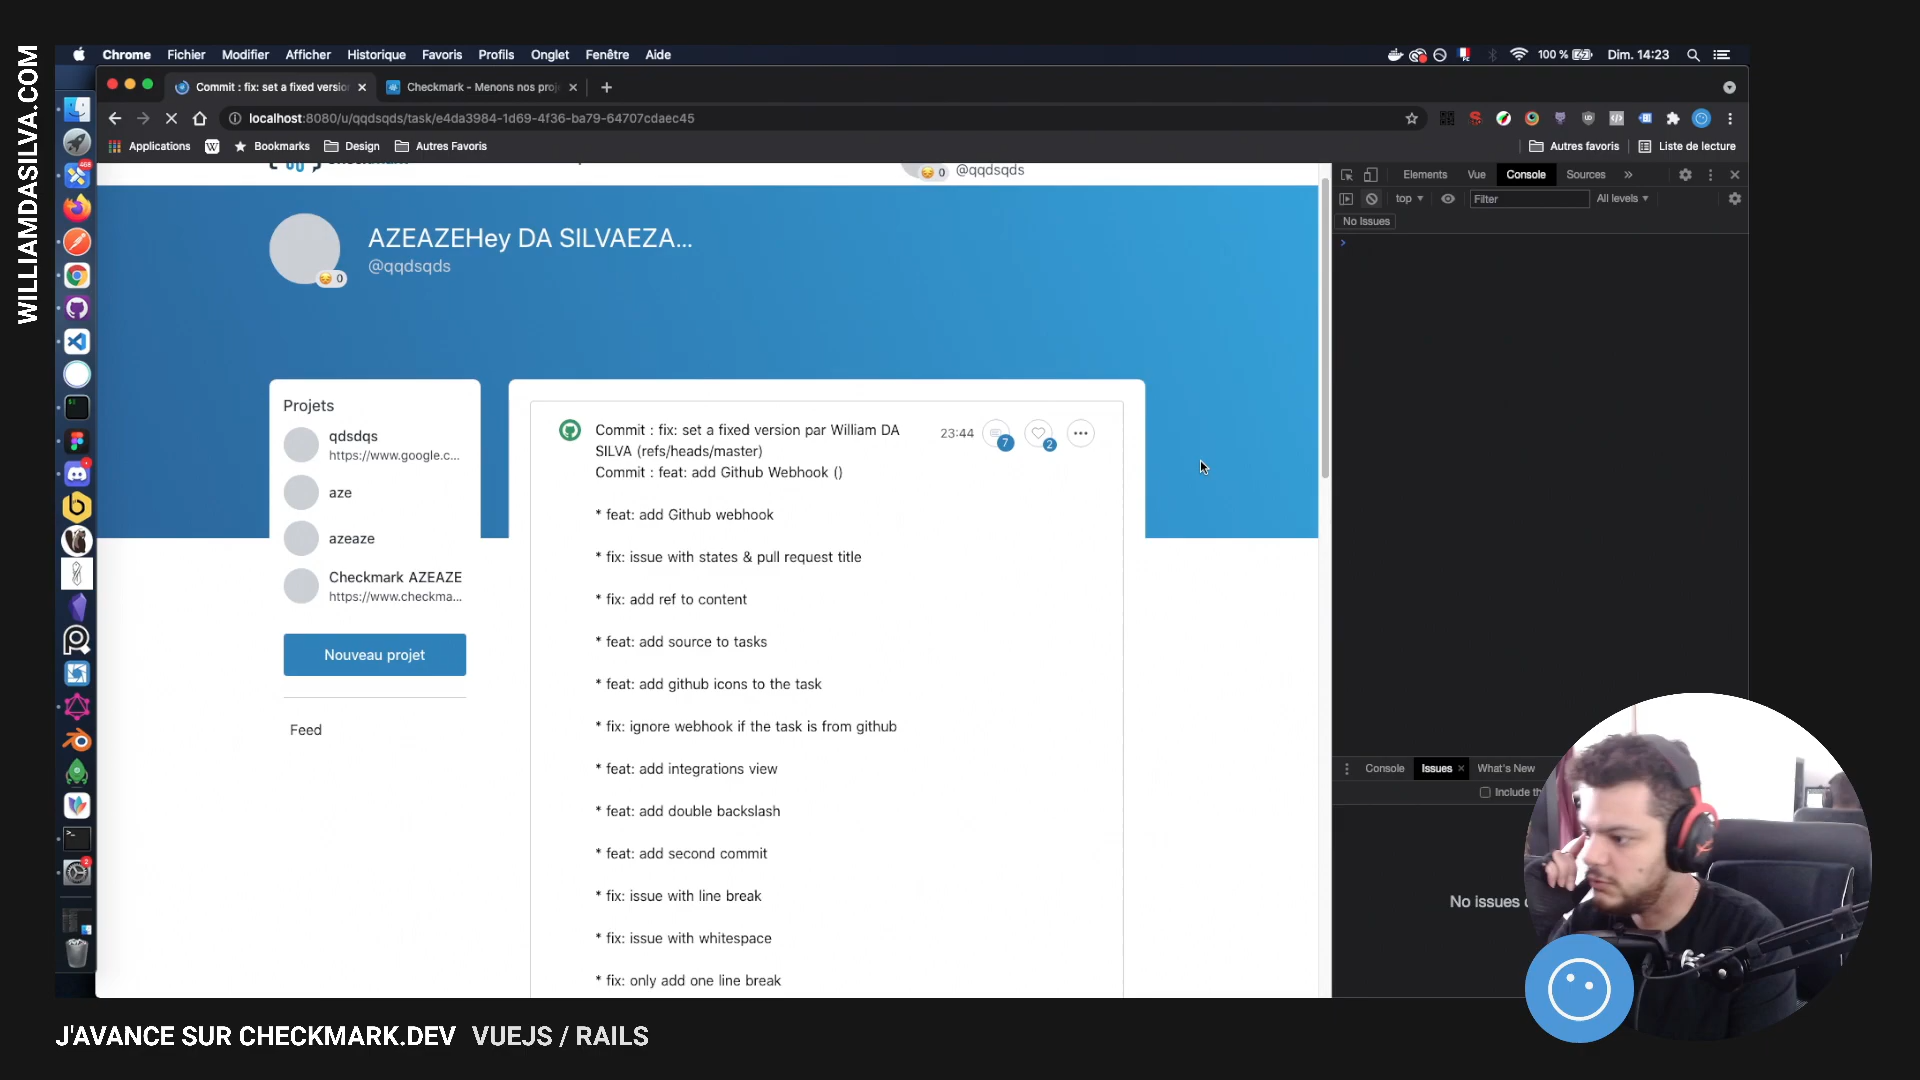 WILLIAMDASILVA.COM
Chrome Fichier Modifier Afficher Historique Favoris Profils Onglet Fenêtre Aide
100 % Dim. 14:23
Commit : fix: set a fixed versio
Checkmark - Menons nos proj
localhost:8080/u/qqdsqds/task/e4da3984-1d69-4f36-ba79-64707cdaec45
Applications Bookmarks Design Autres Favoris
Autres favoris Liste de lecture
0 @qqdsqds
AZEAZEHey DA SILVAEZA...
@qqdsqds
0
Projets
qdsdqs
https://www.google.c...
aze
azeaze
Checkmark AZEAZE
https://www.checkma...
Nouveau projet
Feed
Commit : fix: set a fixed version par William DA
SILVA (refs/heads/master)
Commit : feat: add Github Webhook ()
23:44
7
2
* feat: add Github webhook
* fix: issue with states & pull request title
* fix: add ref to content
* feat: add source to tasks
* feat: add github icons to the task
* fix: ignore webhook if the task is from github
* feat: add integrations view
* feat: add double backslash
* feat: add second commit
* fix: issue with line break
* fix: issue with whitespace
* fix: only add one line break
Elements Vue Console Sources
top Filter All levels
No Issues
Console Issues What's New
Include th
No issues
468
2
J'AVANCE SUR CHECKMARK.DEV VUEJS / RAILS